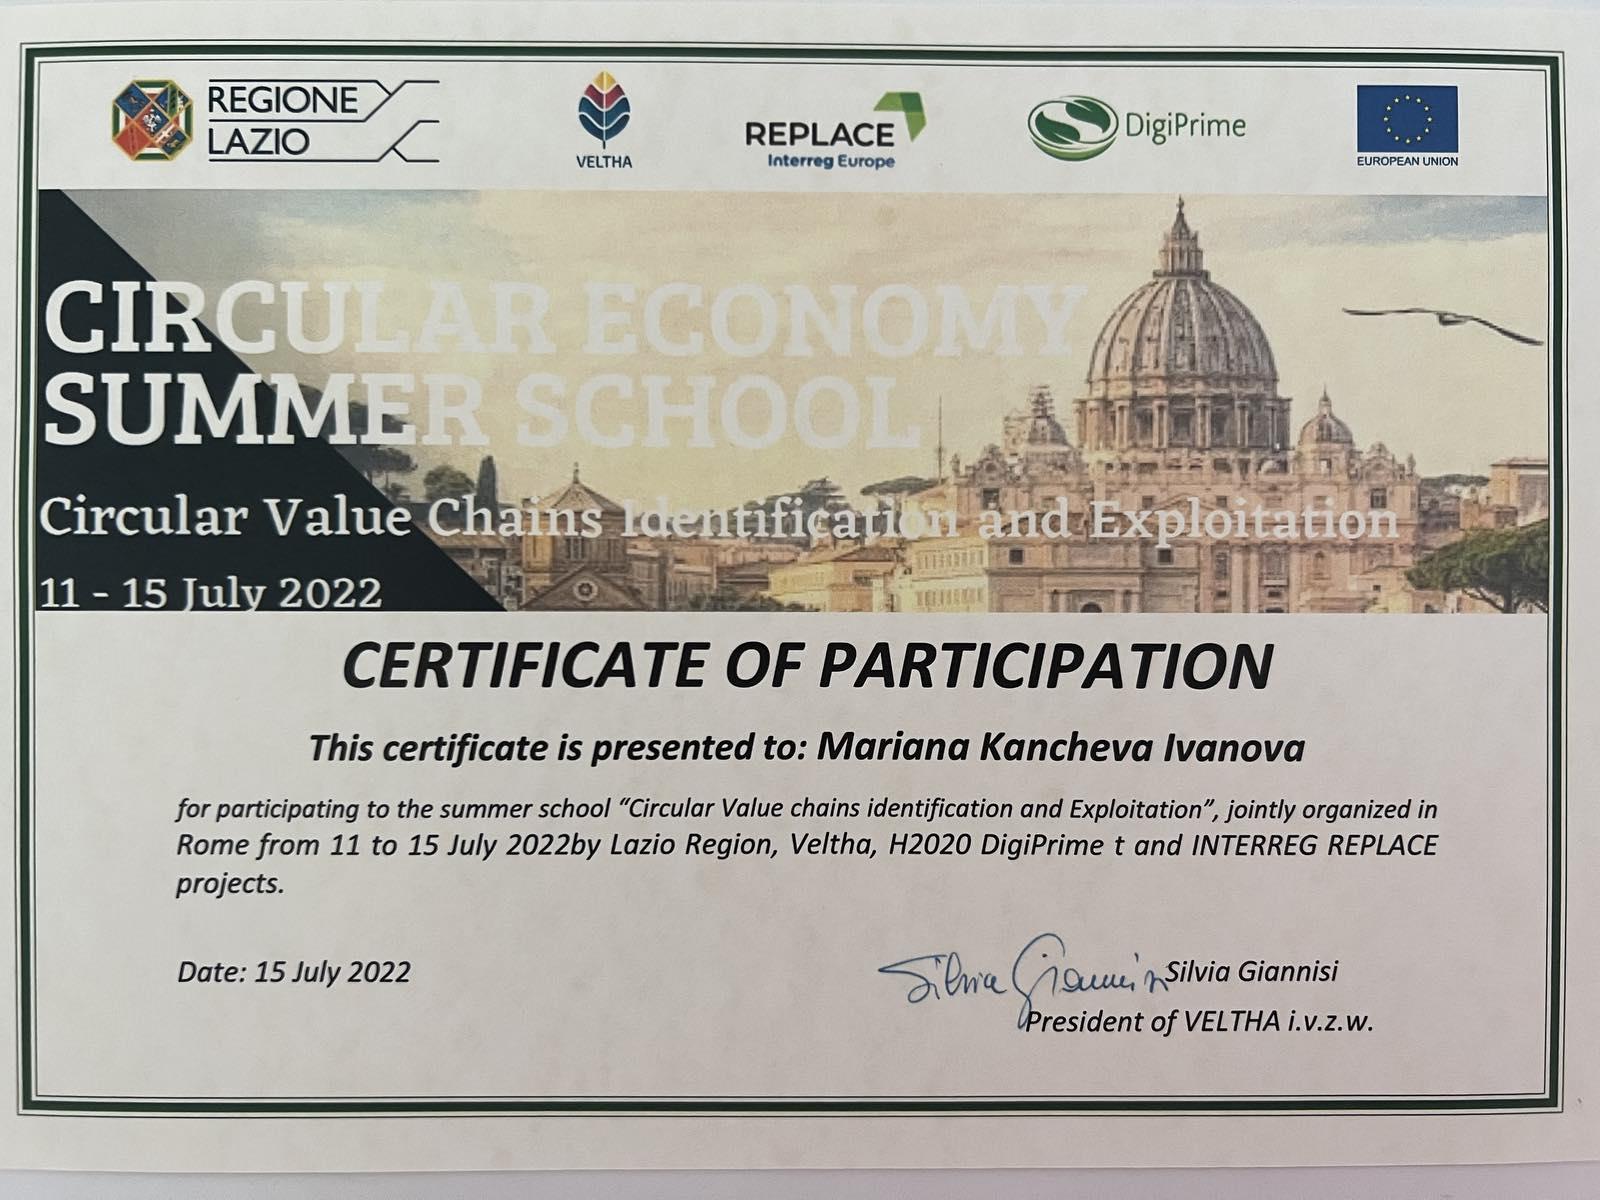 REGIONE
LAZIO
VELTHA
REPLACE
Interreg Europe
DigiPrime
EUROPEAN UNION
CIRCULAR ECONOMY
SUMMER SCHOOL
Circular Value Chains Identification and Exploitation
11 - 15 July 2022
CERTIFICATE OF PARTICIPATION
This certificate is presented to: Mariana Kancheva Ivanova
for participating to the summer school “Circular Value chains identification and Exploitation”, jointly organized in
Rome from 11 to 15 July 2022by Lazio Region, Veltha, H2020 DigiPrime t and INTERREG REPLACE
projects.
Date: 15 July 2022
Silvia Giannisi Silvia Giannisi
President of VELTHA i.v.z.w.